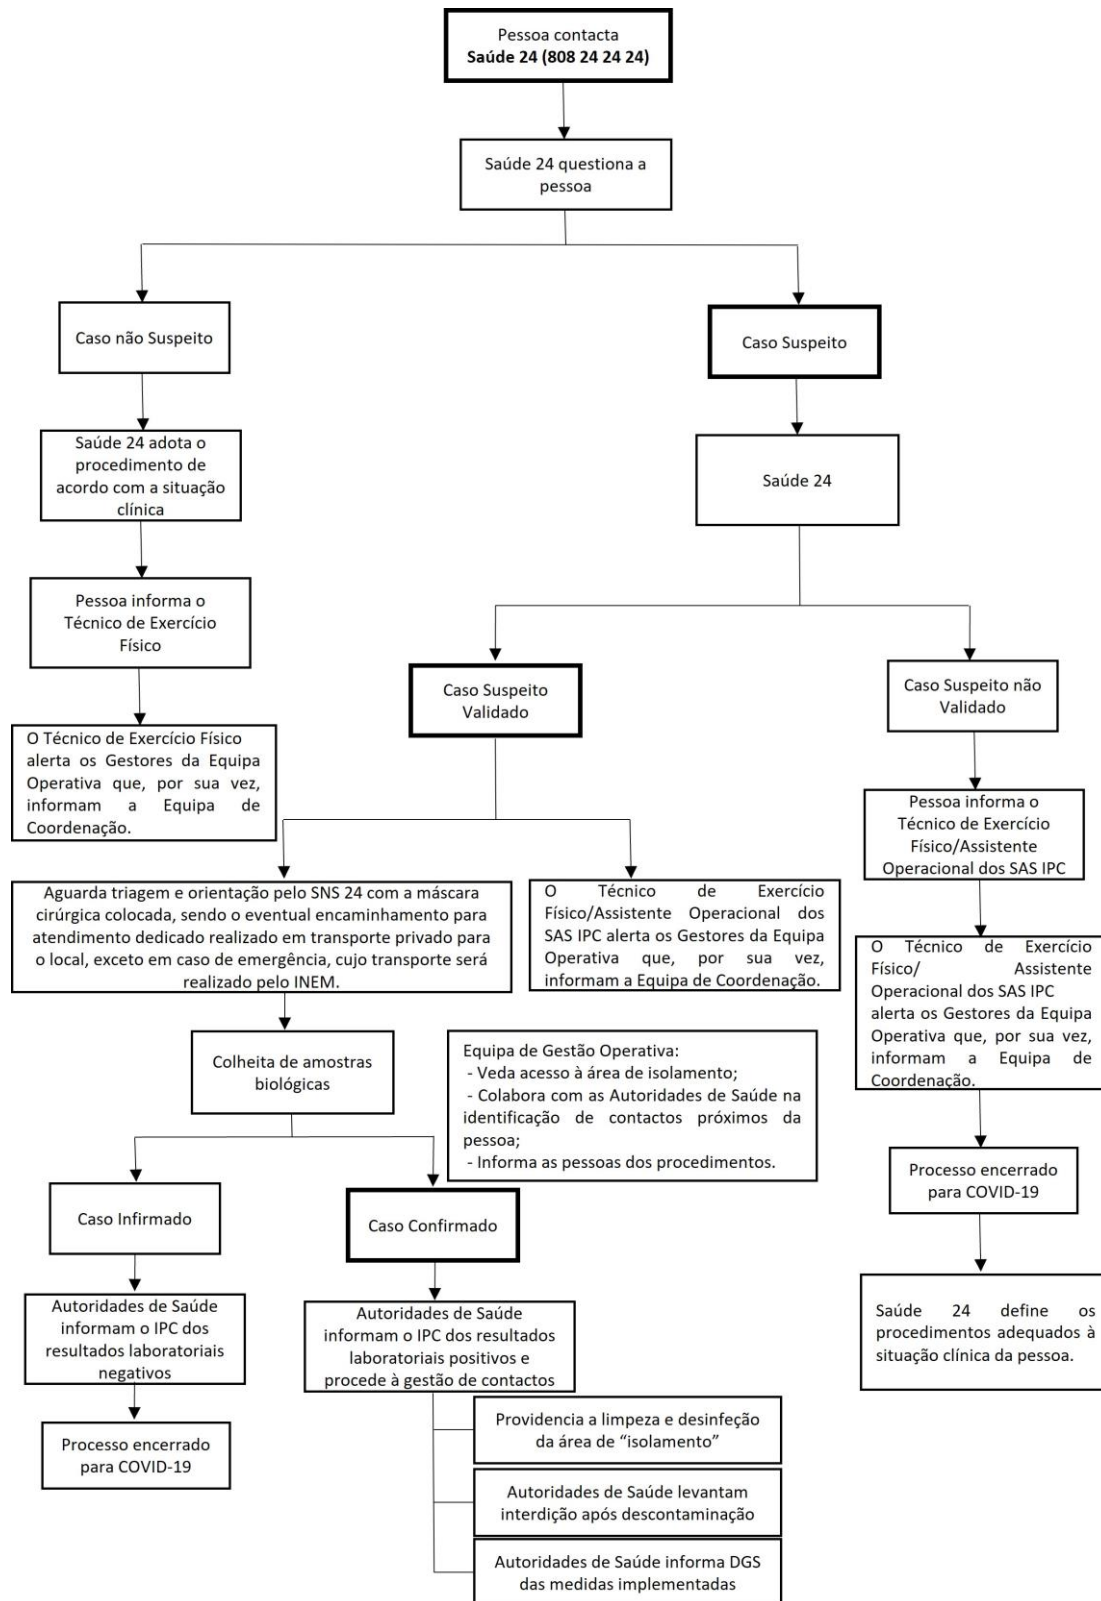 Pessoa contacta
Saúde 24 (808 24 24 24)
Saúde 24 questiona a
pessoa
Caso não Suspeito
Caso Suspeito
Saúde 24 adota o
procedimento de
acordo com a situação
clínica
Saúde 24
Pessoa informa o
Técnico de Exercício
Físico
Caso Suspeito
Validado
Caso Suspeito não
Validado
O Técnico de Exercício Físico
alerta os Gestores da Equipa
Operativa que, por sua vez,
informam a Equipa de
Coordenação.
Pessoa informa o
Técnico de Exercício
Físico/Assistente
Operacional dos SAS IPC
Aguarda triagem e orientação pelo SNS 24 com a máscara
cirúrgica colocada, sendo o eventual encaminhamento para
atendimento dedicado realizado em transporte privado para
o local, exceto em caso de emergência, cujo transporte será
realizado pelo INEM.
O Técnico de Exercício
Físico/Assistente Operacional dos
SAS IPC alerta os Gestores da Equipa
Operativa que, por sua vez,
informam a Equipa de Coordenação.
O Técnico de Exercício
Físico/ Assistente
Operacional dos SAS IPC
alerta os Gestores da Equipa
Operativa que, por sua vez,
informam a Equipa de
Coordenação.
Colheita de amostras
biológicas
Equipa de Gestão Operativa:
- Veda acesso à área de isolamento;
- Colabora com as Autoridades de Saúde na
identificação de contactos próximos da
pessoa;
- Informa as pessoas dos procedimentos.
Processo encerrado
para COVID-19
Caso Infirmado
Caso Confirmado
Saúde 24 define os
procedimentos adequados à
situação clínica da pessoa.
Autoridades de Saúde
informam o IPC dos
resultados laboratoriais
negativos
Autoridades de Saúde
informam o IPC dos resultados
laboratoriais positivos e
procede à gestão de contactos
Processo encerrado
para COVID-19
Providencia a limpeza e desinfeção
da área de “isolamento”
Autoridades de Saúde levantam
interdição após descontaminação
Autoridades de Saúde informa DGS
das medidas implementadas